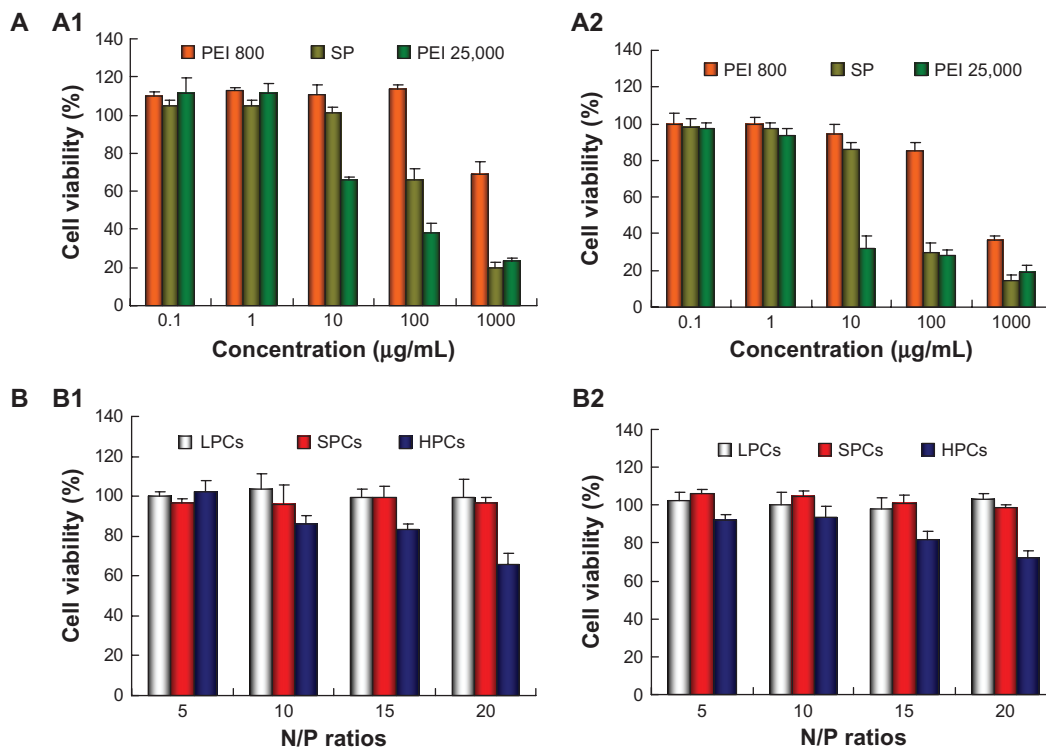 A A1
PEI 800 SP PEI 25,000
Cell viability (%)
140
120
100
80
60
40
20
0
0.1 1 10 100 1000
Concentration (μg/mL)
A2
PEI 800 SP PEI 25,000
Cell viability (%)
140
120
100
80
60
40
20
0
0.1 1 10 100 1000
Concentration (μg/mL)
B B1
LPCs SPCs HPCs
Cell viability (%)
140
120
100
80
60
40
20
0
5 10 15 20
N/P ratios
B2
LPCs SPCs HPCs
Cell viability (%)
140
120
100
80
60
40
20
0
5 10 15 20
N/P ratios